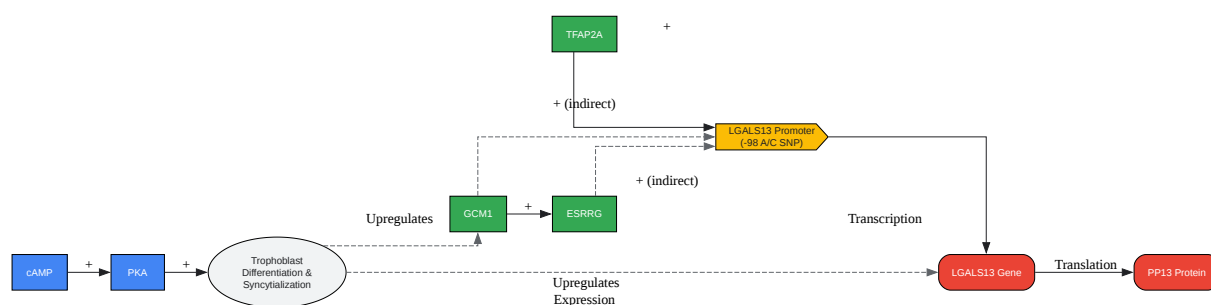 TFAP2A
+
+ (indirect)
LGALS13 Promoter
(-98 A/C SNP)
+ (indirect)
GCM1
+
ESRRG
Upregulates
Transcription
cAMP
+
PKA
+
Trophoblast
Differentiation &
Syncytialization
Upregulates
Expression
LGALS13 Gene
Translation
PP13 Protein